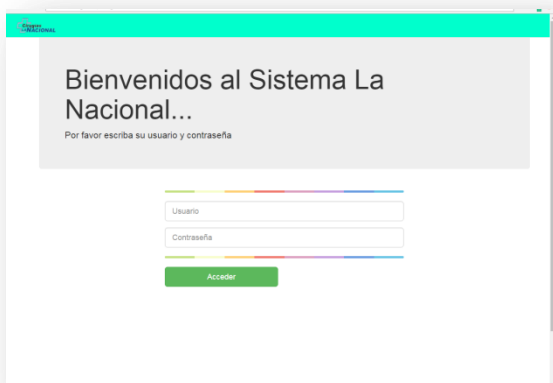 NACIONAL
Bienvenidos al Sistema La
Nacional...
Por favor escriba su usuario y contraseña
Usuario
Contraseña
Acceder